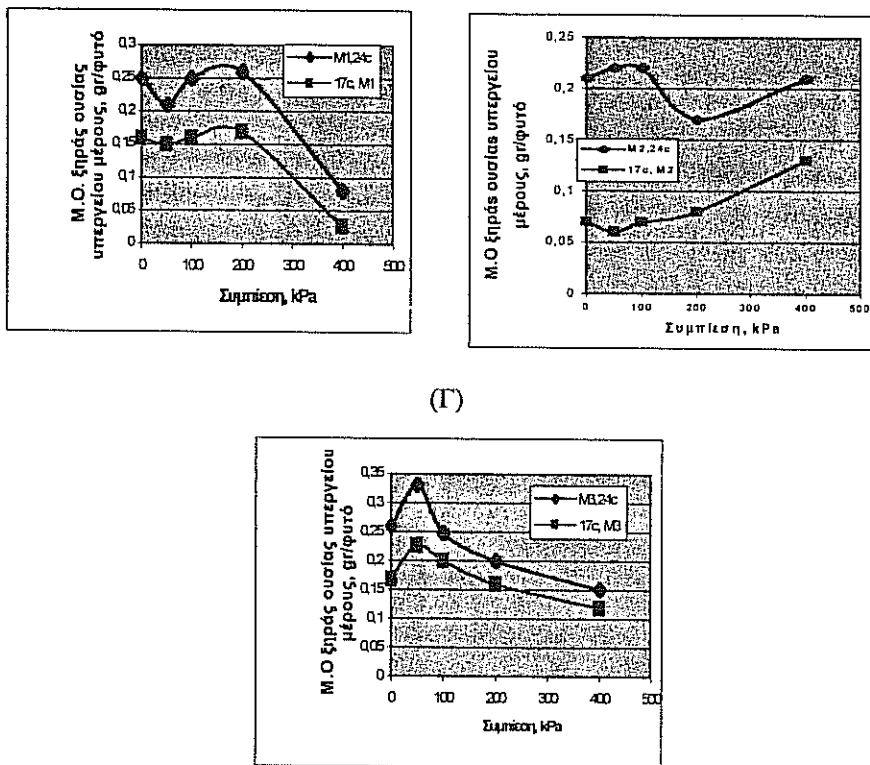 Μ.Ο. ξηράς ουσίας
υπεργείου μέρους, gr/φυτό
0,3
0,25
0,2
0,15
0,1
0,05
0
0 100 200 300 400 500
Συμπίεση, kPa
M1,24c
17c, M1
Μ.Ο ξηράς ουσίας υπεργείου
μέρους, gr/φυτό
0,25
0,2
0,15
0,1
0,05
0
0 100 200 300 400 500
Συμπίεση, kPa
M2,24c
17c, M2
(Γ)
Μ.Ο ξηράς ουσίας υπεργείου
μέρους, gr/φυτό
0,35
0,3
0,25
0,2
0,15
0,1
0,05
0
0 100 200 300 400 500
Συμπίεση, kPa
M3,24c
17c, M3